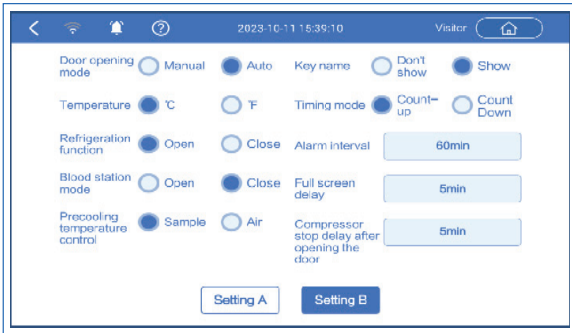 2023-10-11 15:39:10 Visitor
Door opening mode Manual Auto Key name Don't show Show
Temperature ℃ ℉ Timing mode Count-up Count Down
Refrigeration function Open Close Alarm interval 60min
Blood station mode Open Close Full screen delay 5min
Precooling temperature control Sample Air Compressor stop delay after opening the door 5min
Setting A Setting B